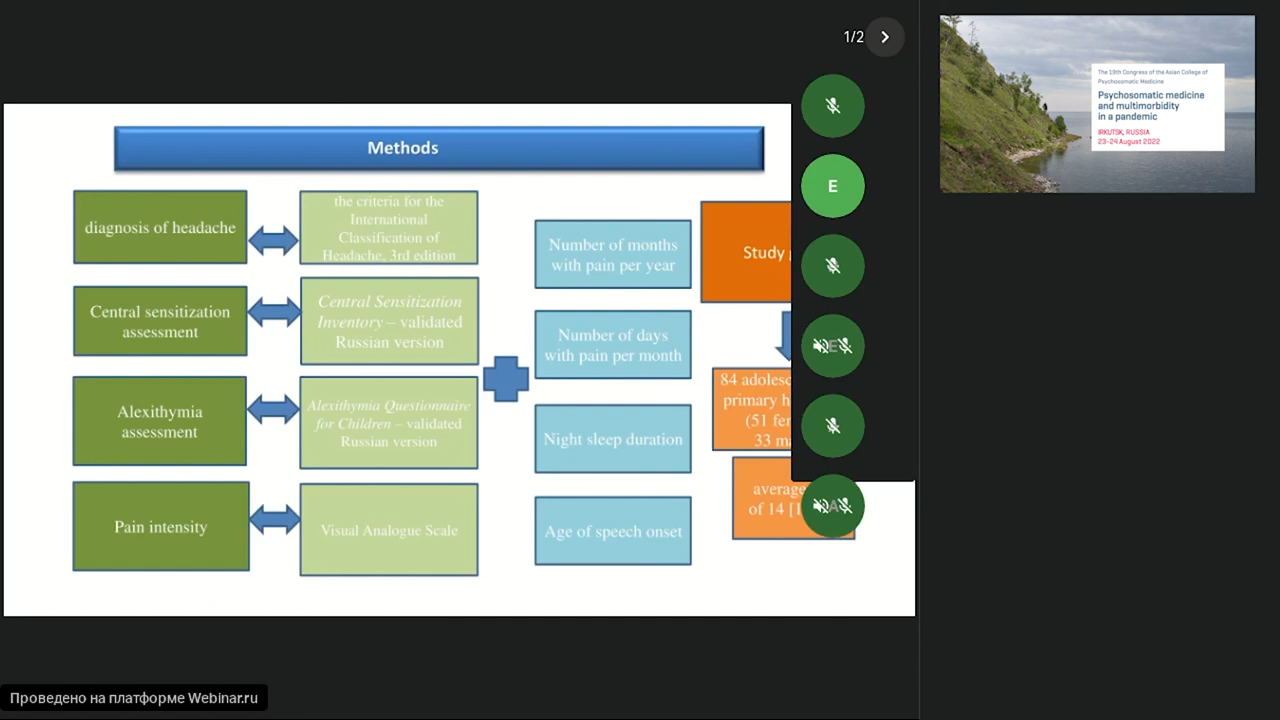 1/2
Methods
diagnosis of headache
the criteria for the
International
Classification of
Headache, 3rd edition
Central sensitization
assessment
Central Sensitization
Inventory – validated
Russian version
Alexithymia
assessment
Alexithymia Questionnaire
for Children – validated
Russian version
Pain intensity
Visual Analogue Scale
Number of months
with pain per year
Number of days
with pain per month
Night sleep duration
Age of speech onset
Study
84
primary
(51
33
of 14
E
E
A
The 19th Congress of the Asian College of
Psychosomatic Medicine
Psychosomatic medicine
and multimorbidity
in a pandemic
IRKUTSK, RUSSIA
23-24 August 2022
Проведено на платформе Webinar.ru